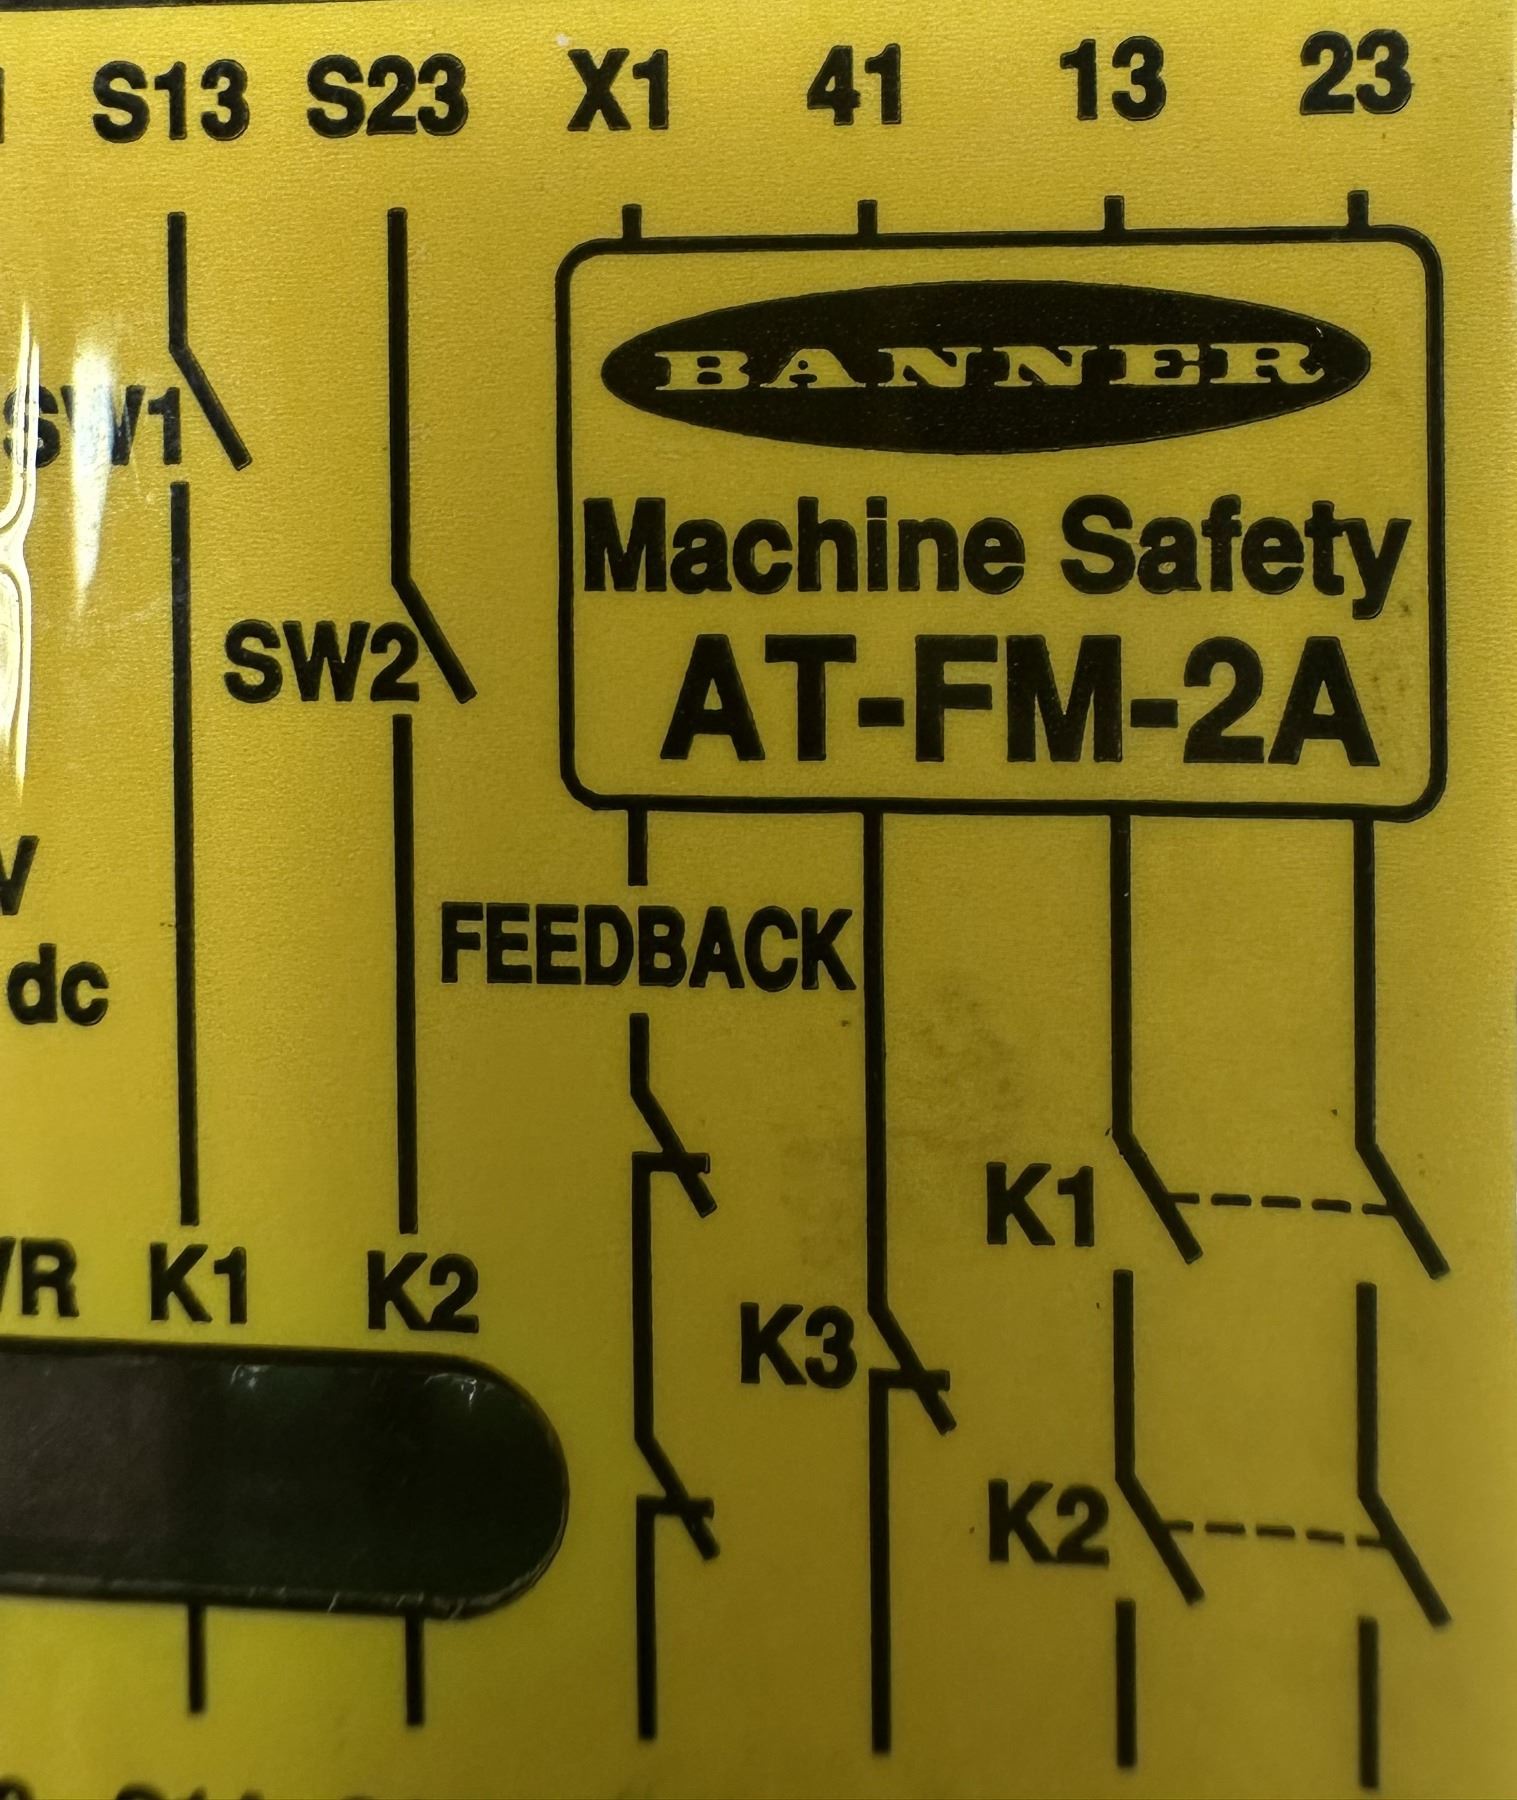 S13 S23 X1 41 13 23
BANNER
SW1
Machine Safety
SW2
AT-FM-2A
FEEDBACK
dc
K1
K1 K2
K3
K2